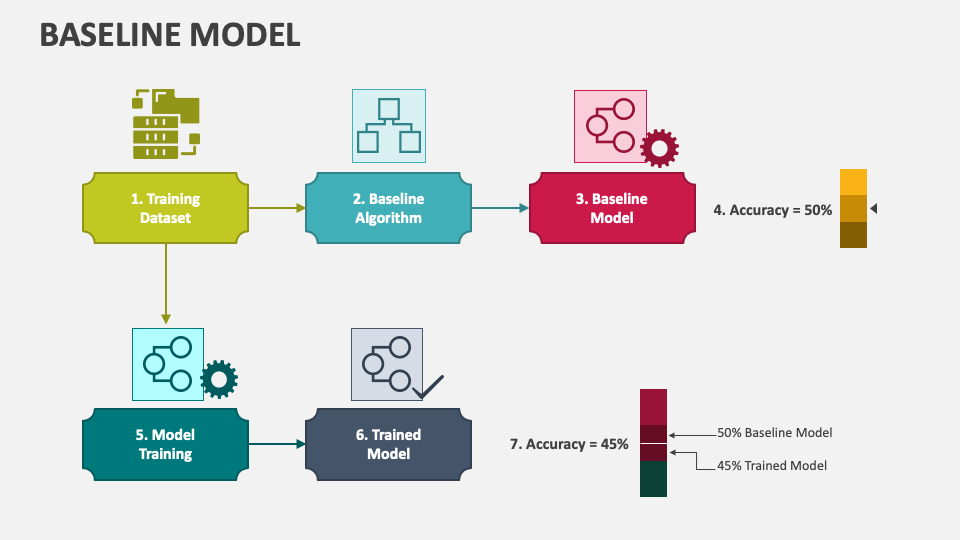 BASELINE MODEL
1. Training
Dataset
2. Baseline
Algorithm
3. Baseline
Model
4. Accuracy = 50%
5. Model
Training
6. Trained
Model
7. Accuracy = 45%
50% Baseline Model
45% Trained Model